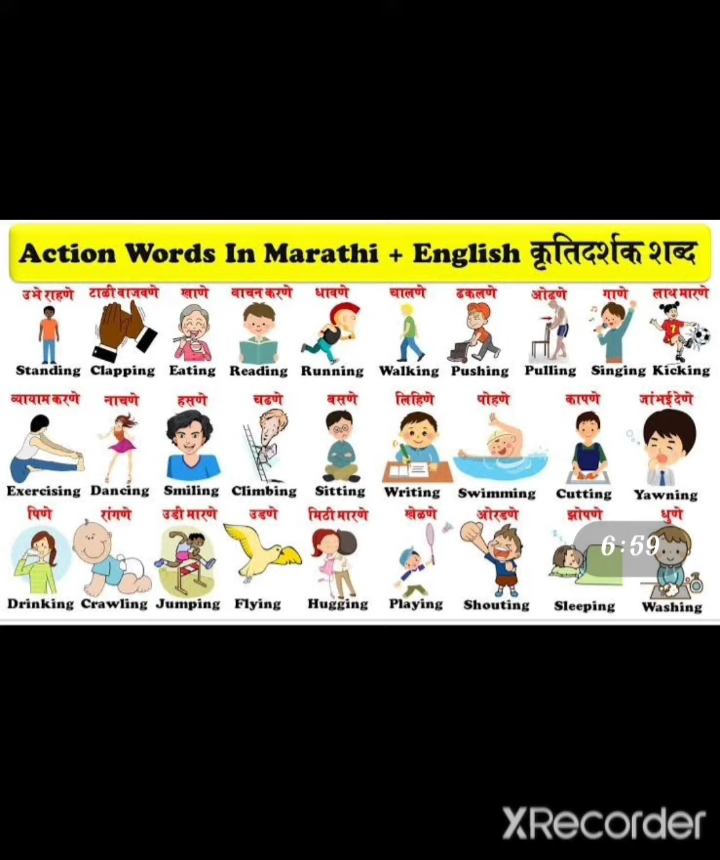 Action Words In Marathi + English कृतिदर्शक शब्द
उभे राहणे टाळी वाजवणे खाणे वाचन करणे धावणे चालणे ढकलणे ओढणे गाणे लाथ मारणे
Standing Clapping Eating Reading Running Walking Pushing Pulling Singing Kicking
व्यायाम करणे नाचणे हसणे चढणे बसणे लिहिणे पोहणे कापणे जांभई देणे
Exercising Dancing Smiling Climbing Sitting Writing Swimming Cutting Yawning
पिणे रांगणे उडी मारणे उडणे मिठी मारणे खेळणे ओरडणे झोपणे धुणे
6:59
Drinking Crawling Jumping Flying Hugging Playing Shouting Sleeping Washing
XRecorder